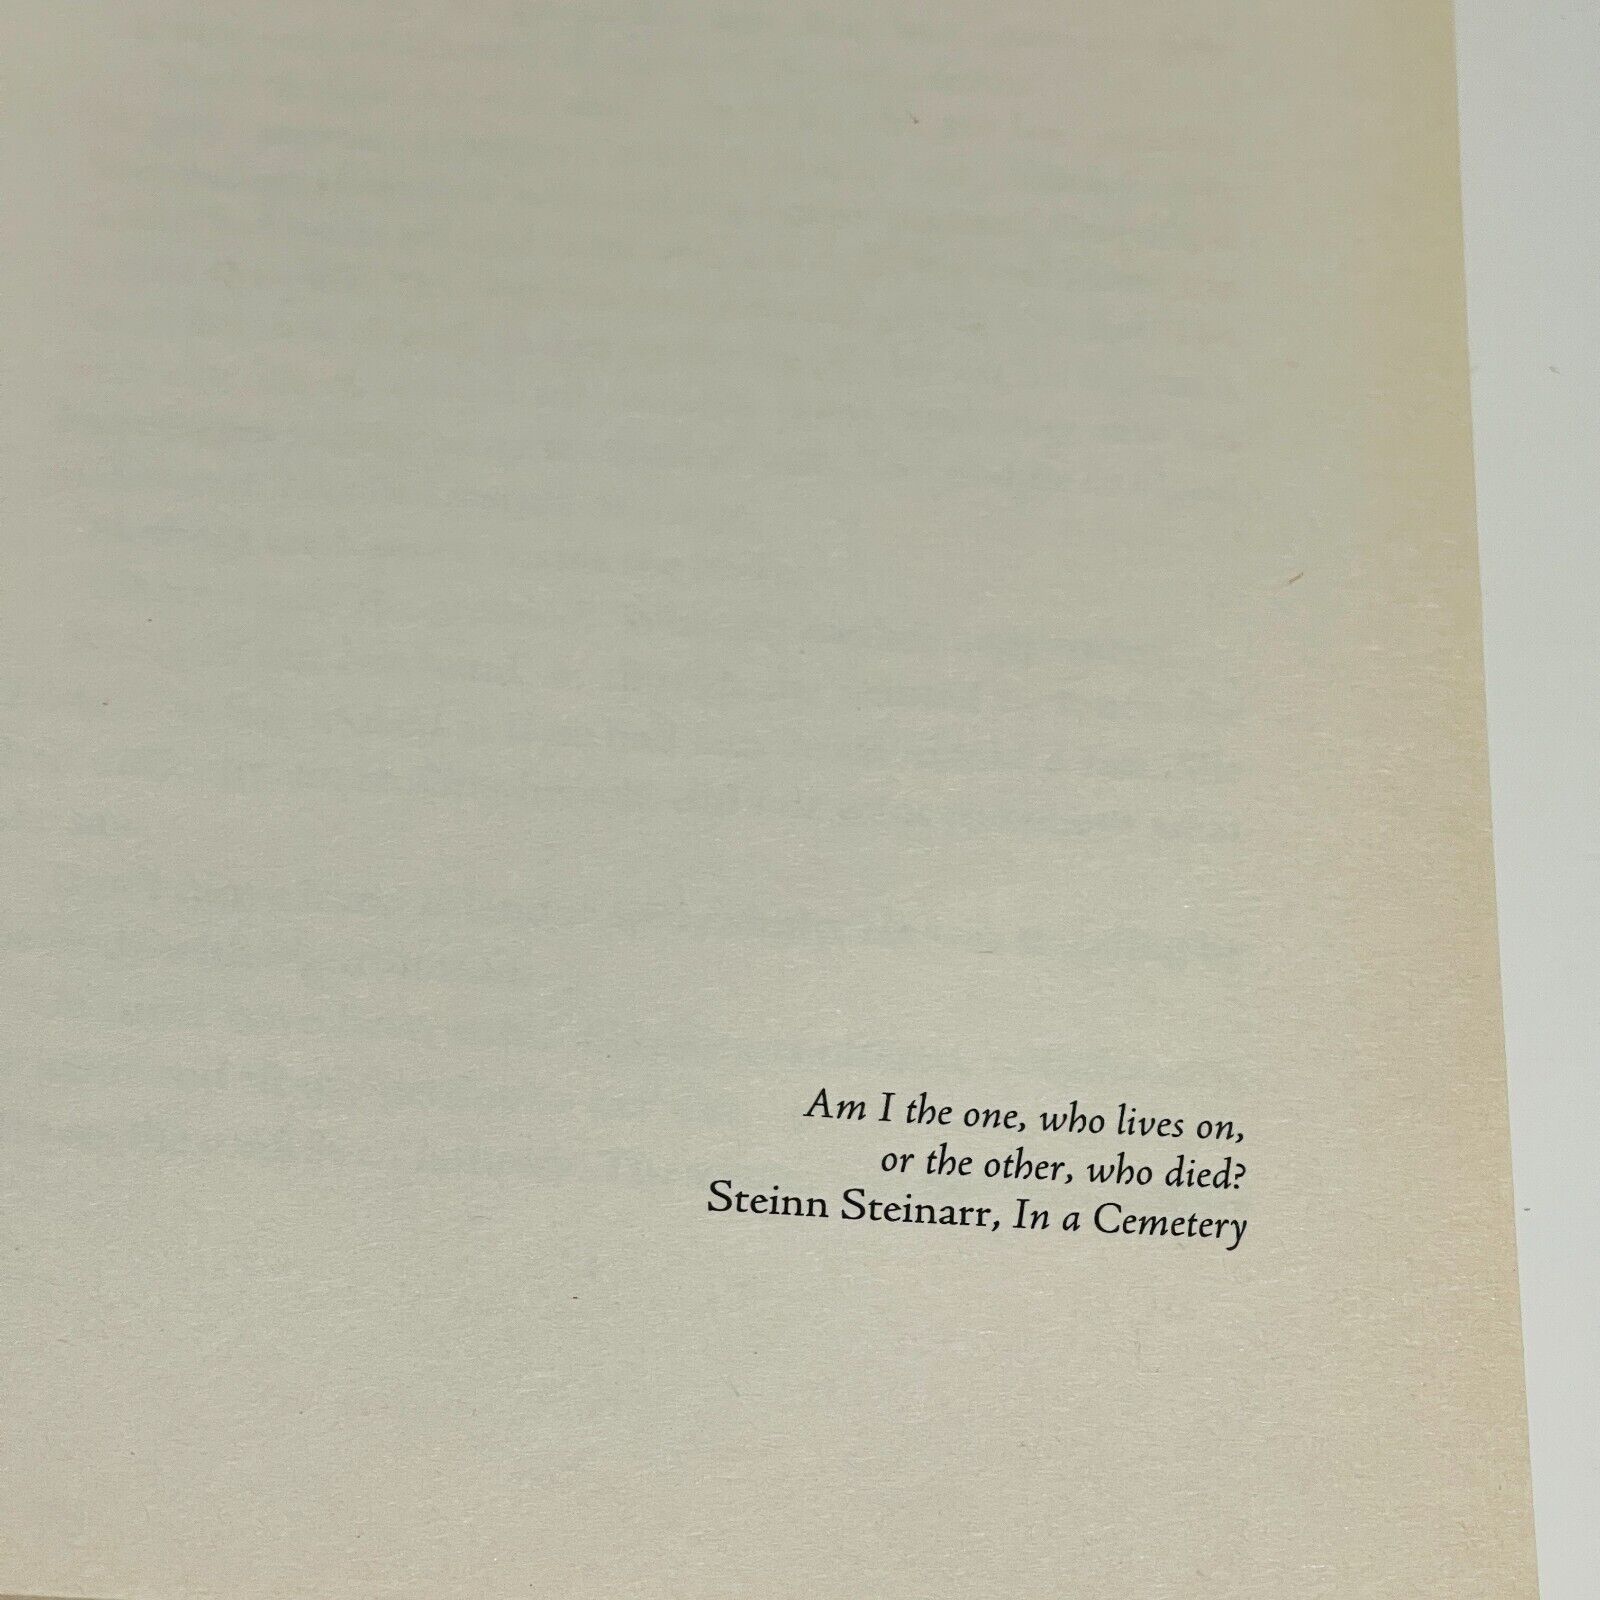 Am I the one, who lives on,
or the other, who died?
Steinn Steinarr, In a Cemetery